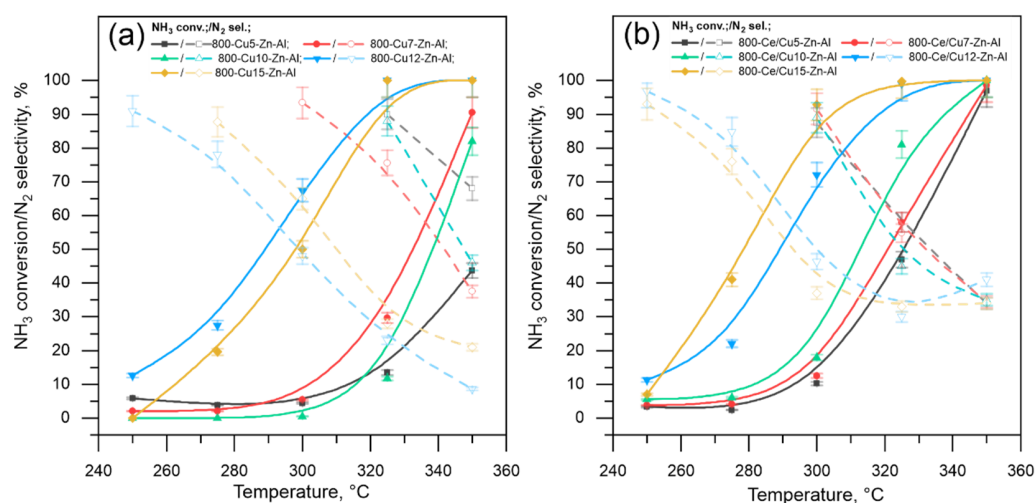 (a)
NH3 conv.;/N2 sel.;
/ 800-Cu5-Zn-Al; / 800-Cu7-Zn-Al;
/ 800-Cu10-Zn-Al; / 800-Cu12-Zn-Al;
/ 800-Cu15-Zn-Al
NH3 conversion/N2 selectivity, %
100
90
80
70
60
50
40
30
20
10
0
240 260 280 300 320 340 360
Temperature, °C
(b)
NH3 conv.;/N2 sel.:
/ 800-Ce/Cu5-Zn-Al / 800-Ce/Cu7-Zn-Al
/ 800-Ce/Cu10-Zn-Al / 800-Ce/Cu12-Zn-Al
/ 800-Ce/Cu15-Zn-Al
NH3 conversion/N2 selectivity, %
100
90
80
70
60
50
40
30
20
10
0
240 260 280 300 320 340 360
Temperature, °C